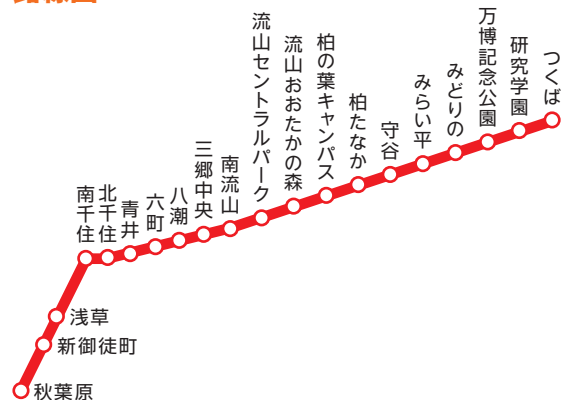 つくば
研究学園
万博記念公園
みどりの
みらい平
守谷
柏たなか
柏の葉キャンパス
流山おおたかの森
流山セントラルパーク
南流山
三郷中央
八潮
六町
青井
北千住
南千住
浅草
新御徒町
秋葉原